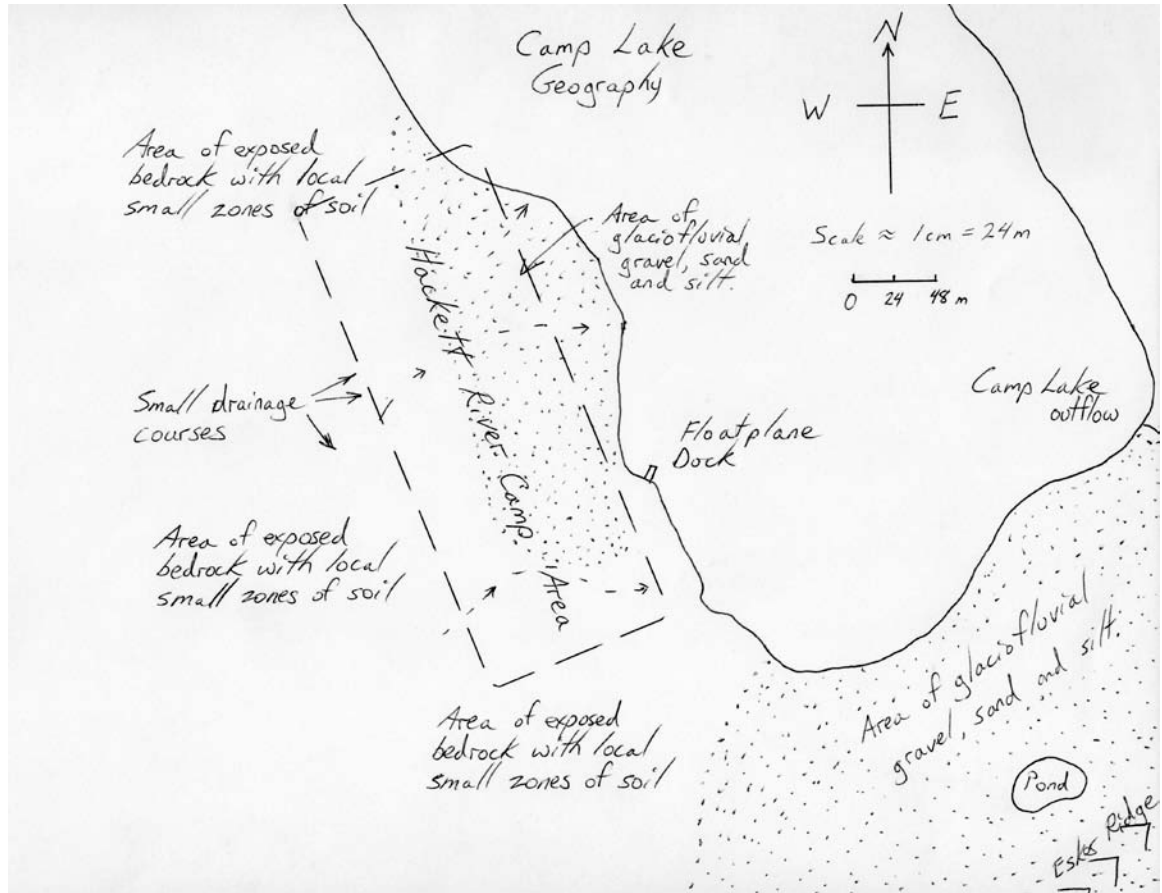 Camp Lake
Geography
N
W E
Area of exposed
bedrock with local
small zones of soil
Area of
glaciofluvial
gravel, sand
and silt.
Scale ≈ 1cm = 24m
0 24 48 m
Hackett River Camp Area
Small drainage
courses
Camp Lake
outflow
Floatplane
Dock
Area of exposed
bedrock with local
small zones of soil
Area of glaciofluvial
gravel, sand and silt.
Area of exposed
bedrock with local
small zones of soil
Pond
Esker Ridge